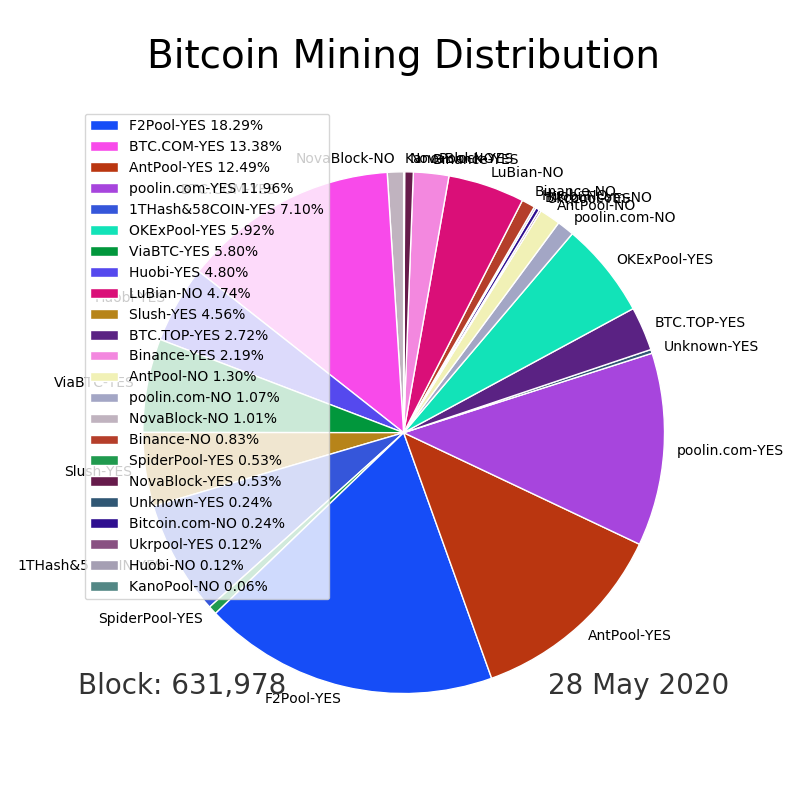 Bitcoin Mining Distribution
F2Pool-YES 18.29%
BTC.COM-YES 13.38%
AntPool-YES 12.49%
poolin.com-YES 11.96%
1THash&58COIN-YES 7.10%
OKExPool-YES 5.92%
ViaBTC-YES 5.80%
Huobi-YES 4.80%
LuBian-NO 4.74%
Slush-YES 4.56%
BTC.TOP-YES 2.72%
Binance-YES 2.19%
AntPool-NO 1.30%
poolin.com-NO 1.07%
NovaBlock-NO 1.01%
Binance-NO 0.83%
SpiderPool-YES 0.53%
NovaBlock-YES 0.53%
Unknown-YES 0.24%
Bitcoin.com-NO 0.24%
Ukrpool-YES 0.12%
Huobi-NO 0.12%
KanoPool-NO 0.06%
NovaBlock-NO
LuBian-NO
Binance-NO
AntPool-NO
poolin.com-NO
OKExPool-YES
BTC.TOP-YES
Unknown-YES
poolin.com-YES
AntPool-YES
F2Pool-YES
SpiderPool-YES
Slush-YES
ViaBTC-YES
Block: 631,978
28 May 2020